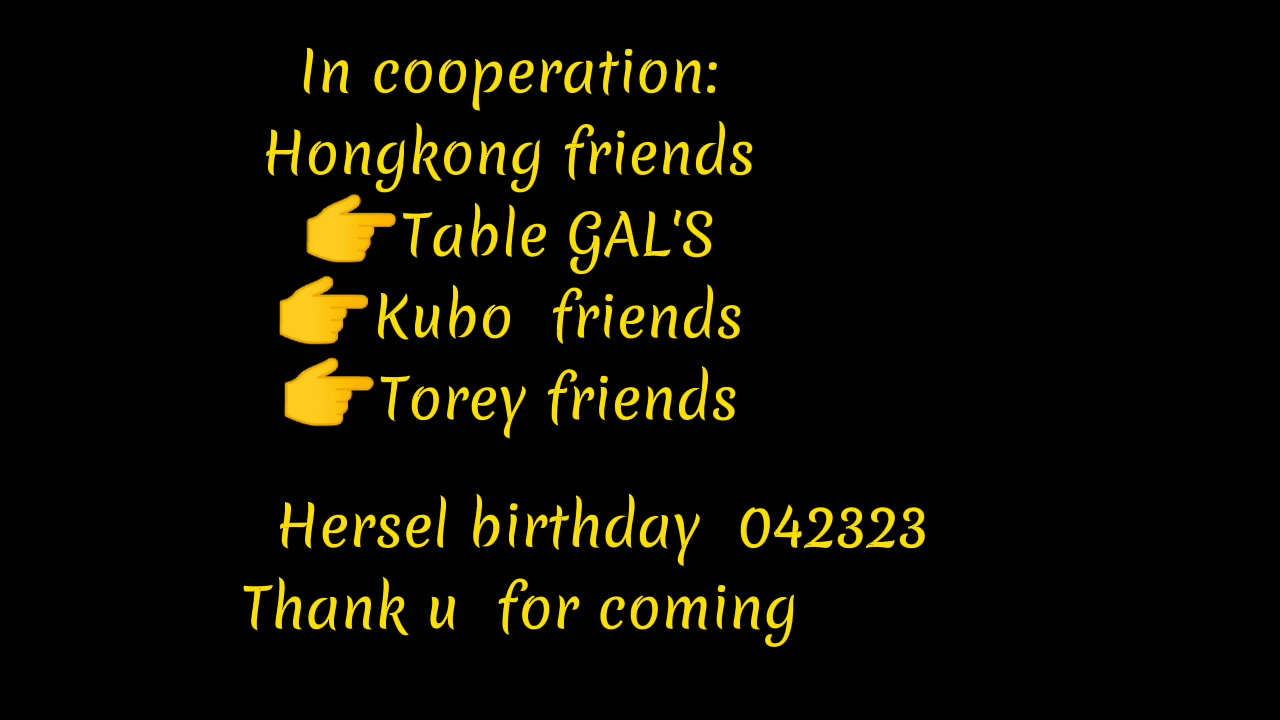 In cooperation:
Hongkong friends
👉Table GAL'S
👉Kubo  friends
👉Torey friends
Hersel birthday  042323
Thank u  for coming